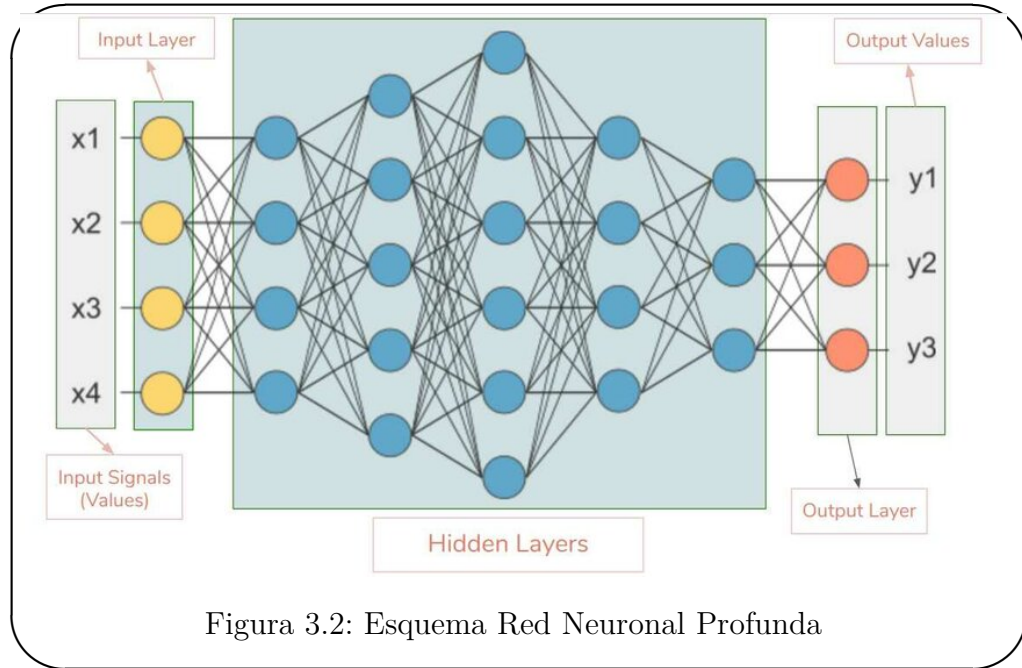 Input Layer
Output Values
x1
x2
x3
x4
y1
y2
y3
Input Signals
(Values)
Output Layer
Hidden Layers
Figura 3.2: Esquema Red Neuronal Profunda